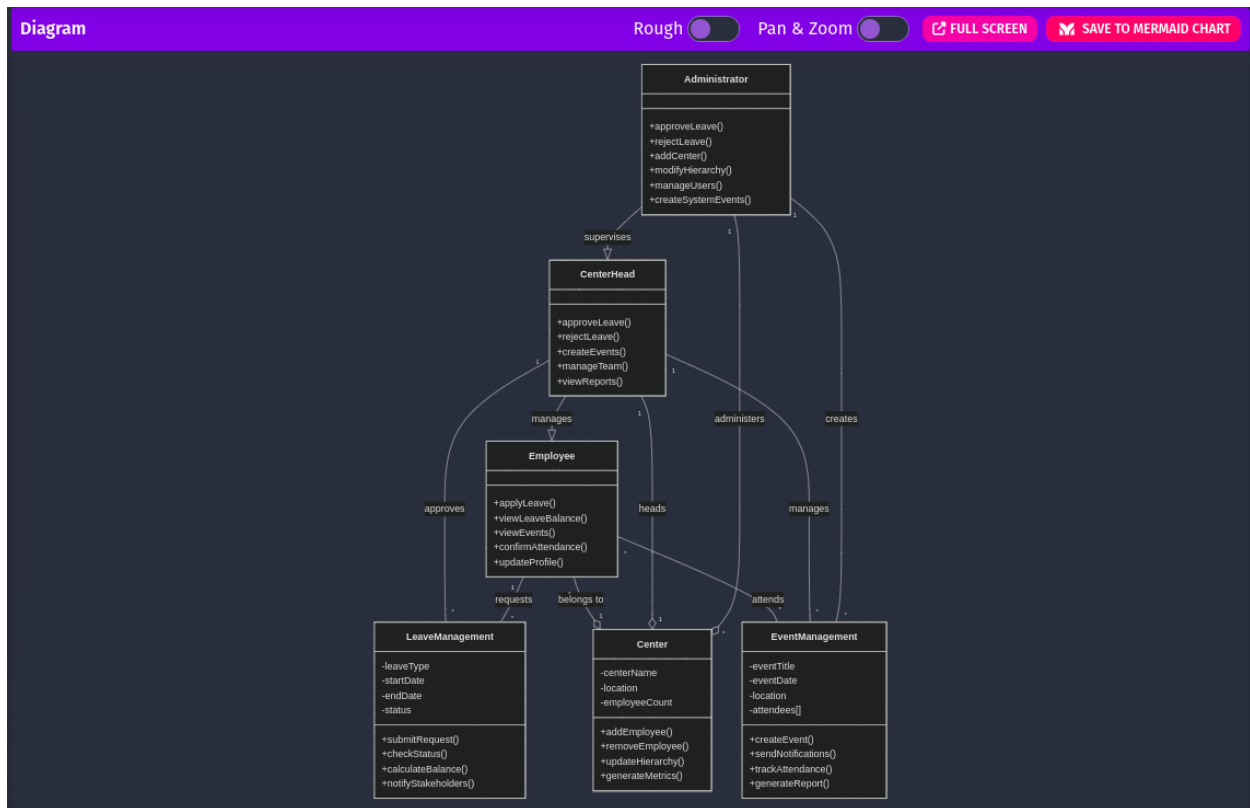 Diagram
Rough
Pan & Zoom
FULL SCREEN
SAVE TO MERMAID CHART
Administrator
+approveLeave()
+rejectLeave()
+addCenter()
+modifyHierarchy()
+manageUsers()
+createSystemEvents()
1
1
supervises
CenterHead
+approveLeave()
+rejectLeave()
+createEvents()
+manageTeam()
+viewReports()
1
1
1
manages
administers
creates
Employee
+applyLeave()
+viewLeaveBalance()
+viewEvents()
+confirmAttendance()
+updateProfile()
approves
heads
manages
*
1
*
requests
belongs to
attends
*
*
1
1
*
*
*
*
LeaveManagement
-leaveType
-startDate
-endDate
-status
+submitRequest()
+checkStatus()
+calculateBalance()
+notifyStakeholders()
Center
-centerName
-location
-employeeCount
+addEmployee()
+removeEmployee()
+updateHierarchy()
+generateMetrics()
EventManagement
-eventTitle
-eventDate
-location
-attendees[]
+createEvent()
+sendNotifications()
+trackAttendance()
+generateReport()